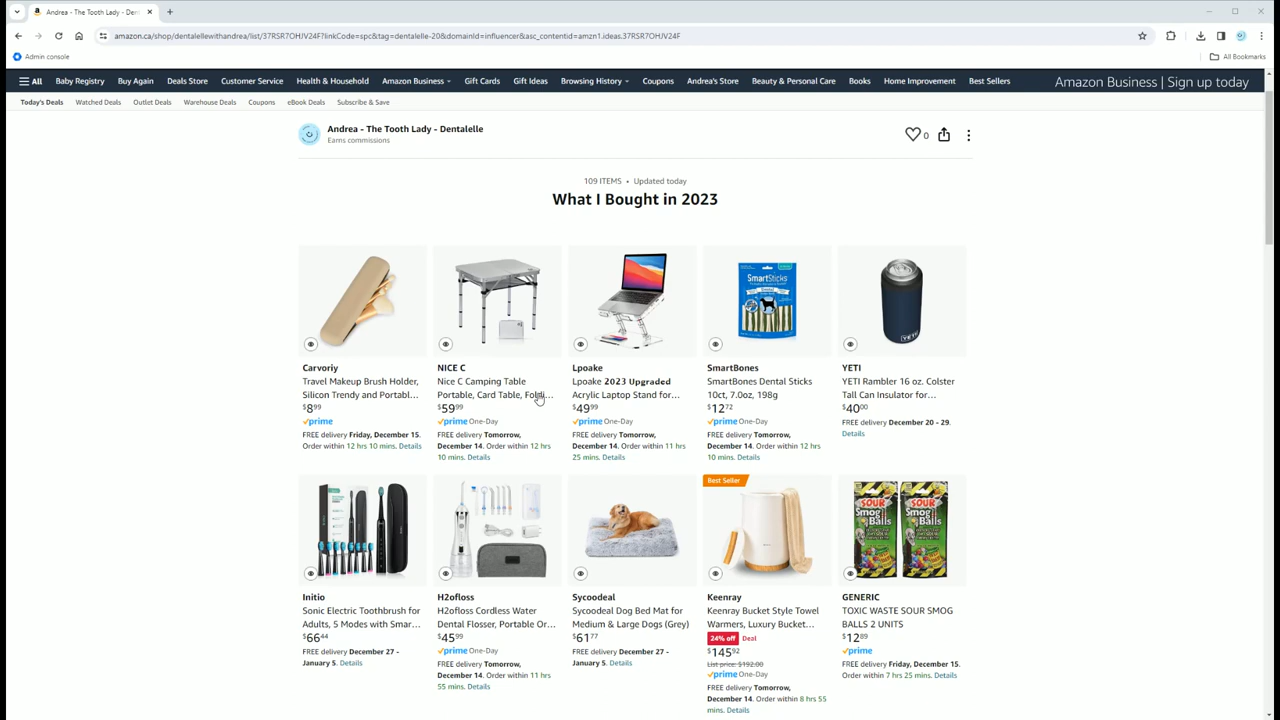 Andrea - The Tooth Lady - Den
amazon.ca/shop/dentalellewithandrea/list/37RSR7OHJV24F?linkCode=spc&tag=dentalelle-20&domainId=influencer&asc_contentid=amzn1.ideas.37RSR7OHJV24F
Admin console
All Bookmarks
All Baby Registry Buy Again Deals Store Customer Service Health & Household Amazon Business Gift Cards Gift Ideas Browsing History Coupons Andrea's Store Beauty & Personal Care Books Home Improvement Best Sellers Amazon Business | Sign up today
Today's Deals Watched Deals Outlet Deals Warehouse Deals Coupons eBook Deals Subscribe & Save
Andrea - The Tooth Lady - Dentalelle
Earns commissions
0
109 ITEMS • Updated today
What I Bought in 2023
Carvoriy
Travel Makeup Brush Holder,
Silicon Trendy and Portabl...
$8.99
prime
FREE delivery Friday, December 15.
Order within 12 hrs 10 mins. Details
NICE C
Nice C Camping Table
Portable, Card Table, Foldi...
$59.99
prime One-Day
FREE delivery Tomorrow,
December 14. Order within 12 hrs
10 mins. Details
Lpoake
Lpoake 2023 Upgraded
Acrylic Laptop Stand for...
$49.99
prime One-Day
FREE delivery Tomorrow,
December 14. Order within 11 hrs
25 mins. Details
SmartSticks
SmartBones
SmartBones Dental Sticks
10ct, 7.0oz, 198g
$12.72
prime One-Day
FREE delivery Tomorrow,
December 14. Order within 12 hrs
10 mins. Details
YETI
YETI
YETI Rambler 16 oz. Colster
Tall Can Insulator for...
$40.00
FREE delivery December 20 - 29.
Details
Initio
Sonic Electric Toothbrush for
Adults, 5 Modes with Smar...
$66.44
FREE delivery December 27 -
January 5. Details
H2ofloss
H2ofloss Cordless Water
Dental Flosser, Portable Or...
$45.99
prime One-Day
FREE delivery Tomorrow,
December 14. Order within 11 hrs
55 mins. Details
Sycoodeal
Sycoodeal Dog Bed Mat for
Medium & Large Dogs (Grey)
$61.77
FREE delivery December 27 -
January 5. Details
Best Seller
Keenray
Keenray Bucket Style Towel
Warmers, Luxury Bucket...
24% off Deal
$145.92
List price: $192.00
prime One-Day
FREE delivery Tomorrow,
December 14. Order within 8 hrs 55
mins. Details
SOUR
Smog
Balls
SOUR
Smog
Balls
GENERIC
TOXIC WASTE SOUR SMOG
BALLS 2 UNITS
$12.89
prime
FREE delivery Friday, December 15.
Order within 7 hrs 25 mins. Details